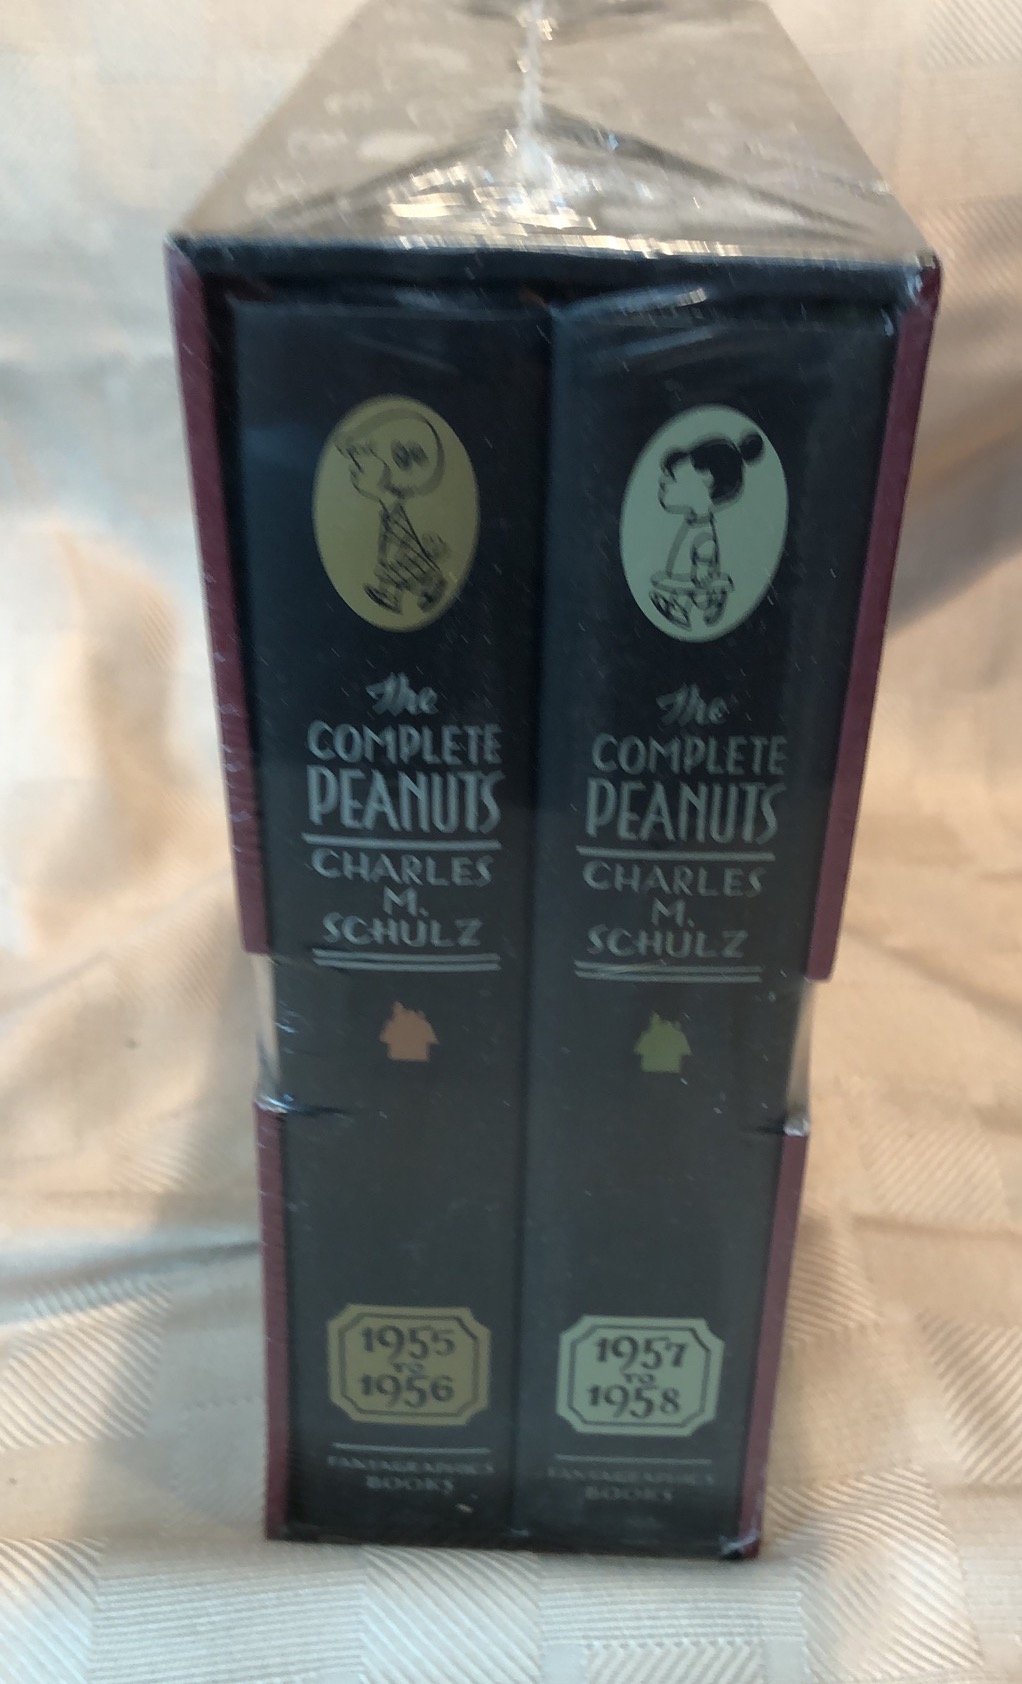 The
COMPLETE
PEANUTS
CHARLES
M.
SCHULZ
1955
TO
1956
FANTAGRAPHICS
BOOKS
The
COMPLETE
PEANUTS
CHARLES
M.
SCHULZ
1957
TO
1958
FANTAGRAPHICS
BOOKS